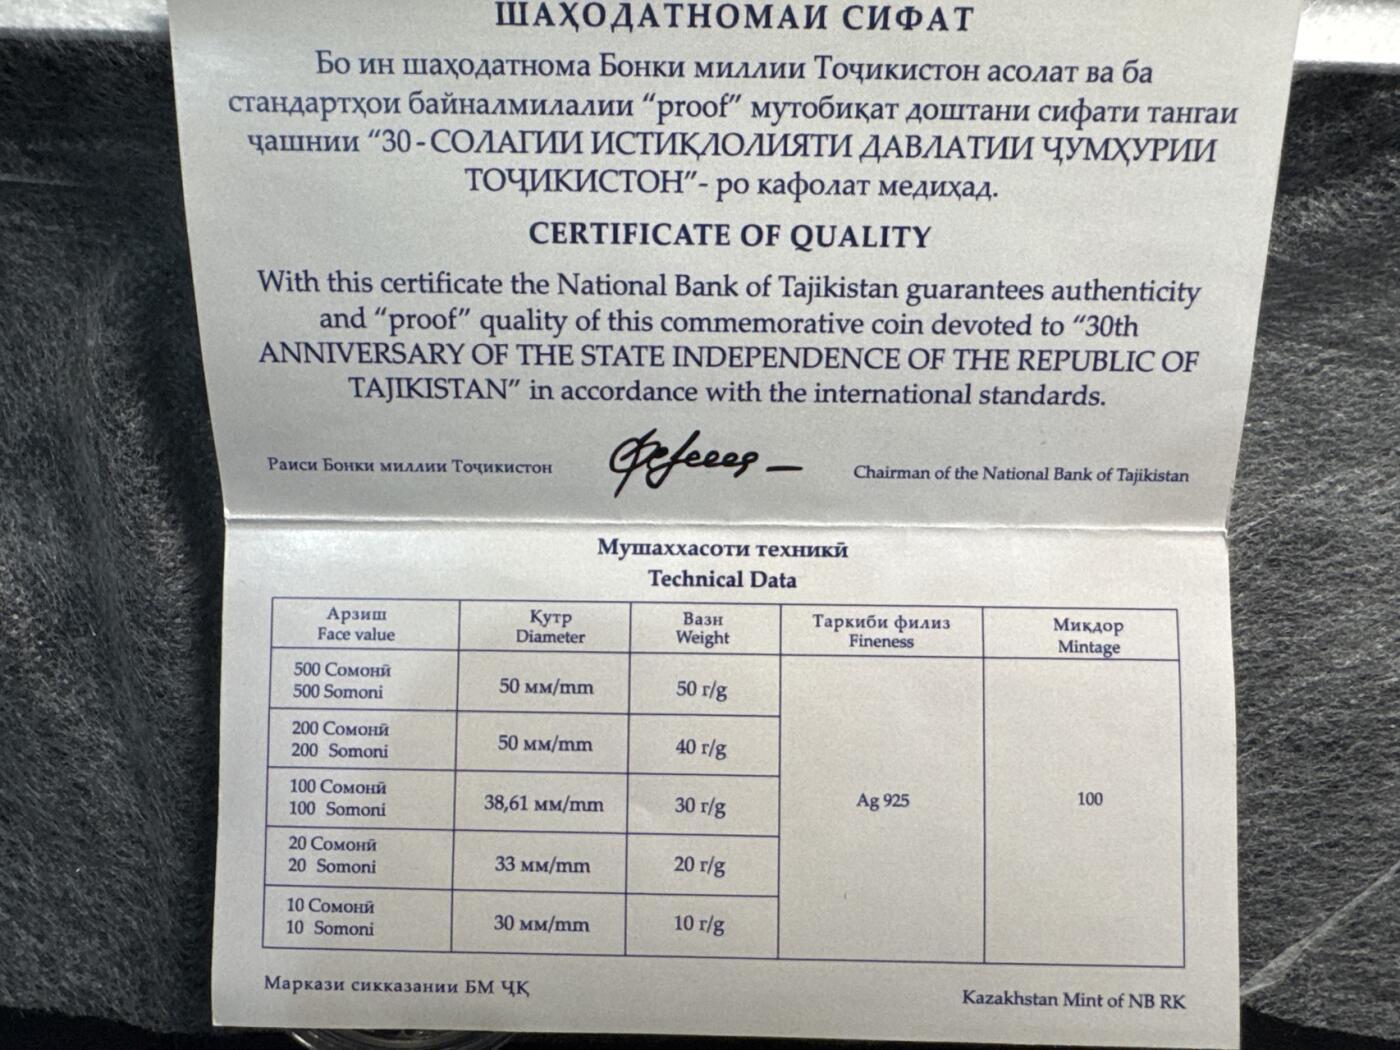 ШАҲОДАТНОМАИ СИФАТ
Бо ин шаҳодатнома Бонки миллии Тоҷикистон асолат ва ба
стандартҳои байналмилалии “proof” мутобиқат доштани сифати тангаи
ҷашнии “30 - СОЛАГИИ ИСТИҚЛОЛИЯТИ ДАВЛАТИИ ҶУМҲУРИИ
ТОҶИКИСТОН”- ро кафолат медиҳад.
CERTIFICATE OF QUALITY
With this certificate the National Bank of Tajikistan guarantees authenticity
and “proof” quality of this commemorative coin devoted to “30th
ANNIVERSARY OF THE STATE INDEPENDENCE OF THE REPUBLIC OF
TAJIKISTAN” in accordance with the international standards.
Раиси Бонки миллии Тоҷикистон Chairman of the National Bank of Tajikistan
Мушаххасоти техникӣ
Technical Data
Арзиш Қутр Вазн Таркиби филиз Миқдор
Face value Diameter Weight Fineness Mintage
500 Сомонӣ
500 Somoni 50 мм/mm 50 г/g
200 Сомонӣ
200 Somoni 50 мм/mm 40 г/g
100 Сомонӣ
100 Somoni 38,61 мм/mm 30 г/g Ag 925 100
20 Сомонӣ
20 Somoni 33 мм/mm 20 г/g
10 Сомонӣ
10 Somoni 30 мм/mm 10 г/g
Маркази сикказании БМ ҶҚ Kazakhstan Mint of NB RK